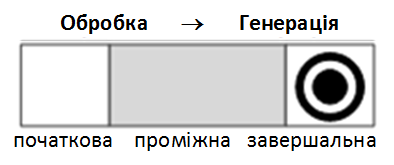 Обробка → Генерація
початкова проміжна завершальна